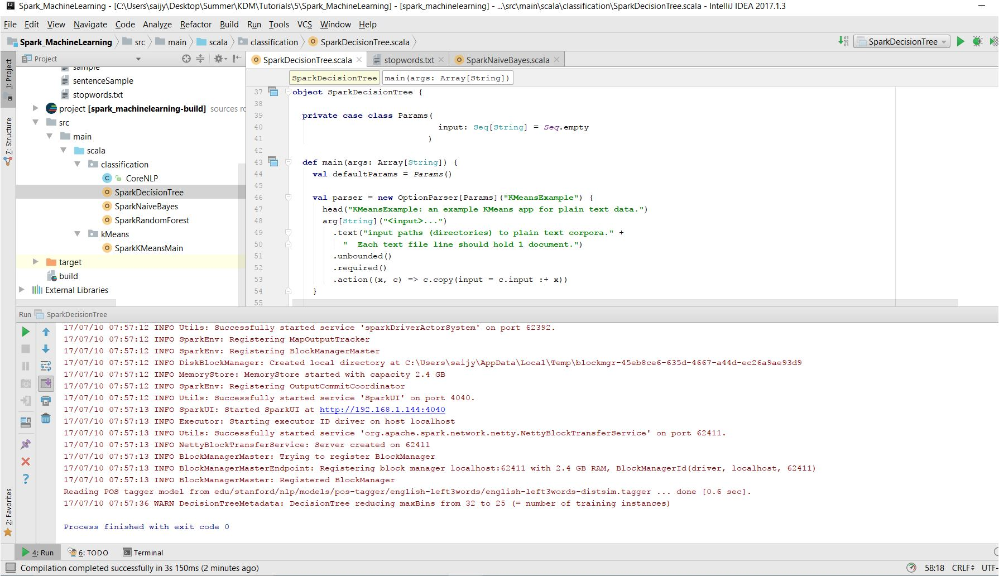 Spark_MachineLearning - [C:\Users\saijy\Desktop\Summer\KDM\Tutorials\5\Spark_MachineLearning] - [spark_machinelearning] - ...\src\main\scala\classification\SparkDecisionTree.scala - IntelliJ IDEA 2017.1.3
File Edit View Navigate Code Analyze Refactor Build Run Tools VCS Window Help
Spark_MachineLearning src main scala classification SparkDecisionTree.scala
SparkDecisionTree
1: Project
7: Structure
2: Favorites
Project
sample
sentenceSample
stopwords.txt
project [spark_machinelearning-build] sources
src
main
scala
classification
CoreNLP
SparkDecisionTree
SparkNaiveBayes
SparkRandomForest
kMeans
SparkKMeansMain
target
build
External Libraries
SparkDecisionTree.scala stopwords.txt SparkNaiveBayes.scala
SparkDecisionTree main(args: Array[String])
37 object SparkDecisionTree {
38
39 private case class Params(
40 input: Seq[String] = Seq.empty
41 )
42
43 def main(args: Array[String]) {
44 val defaultParams = Params()
45
46 val parser = new OptionParser[Params]("KMeansExample") {
47 head("KMeansExample: an example KMeans app for plain text data.")
48 arg[String]("<input>...")
49 .text("input paths (directories) to plain text corpora." +
50 "  Each text file line should hold 1 document.")
51 .unbounded()
52 .required()
53 .action((x, c) => c.copy(input = c.input :+ x))
54 }
55
Run SparkDecisionTree
17/07/10 07:57:12 INFO Utils: Successfully started service 'sparkDriverActorSystem' on port 62392.
17/07/10 07:57:12 INFO SparkEnv: Registering MapOutputTracker
17/07/10 07:57:12 INFO SparkEnv: Registering BlockManagerMaster
17/07/10 07:57:12 INFO DiskBlockManager: Created local directory at C:\Users\saijy\AppData\Local\Temp\blockmgr-45eb8ce6-635d-4667-a44d-ec26a9ae93d9
17/07/10 07:57:12 INFO MemoryStore: MemoryStore started with capacity 2.4 GB
17/07/10 07:57:12 INFO SparkEnv: Registering OutputCommitCoordinator
17/07/10 07:57:12 INFO Utils: Successfully started service 'SparkUI' on port 4040.
17/07/10 07:57:13 INFO SparkUI: Started SparkUI at http://192.168.1.144:4040
17/07/10 07:57:13 INFO Executor: Starting executor ID driver on host localhost
17/07/10 07:57:13 INFO Utils: Successfully started service 'org.apache.spark.network.netty.NettyBlockTransferService' on port 62411.
17/07/10 07:57:13 INFO NettyBlockTransferService: Server created on 62411
17/07/10 07:57:13 INFO BlockManagerMaster: Trying to register BlockManager
17/07/10 07:57:13 INFO BlockManagerMasterEndpoint: Registering block manager localhost:62411 with 2.4 GB RAM, BlockManagerId(driver, localhost, 62411)
17/07/10 07:57:13 INFO BlockManagerMaster: Registered BlockManager
Reading POS tagger model from edu/stanford/nlp/models/pos-tagger/english-left3words/english-left3words-distsim.tagger ... done [0.6 sec].
17/07/10 07:57:36 WARN DecisionTreeMetadata: DecisionTree reducing maxBins from 32 to 25 (= number of training instances)
Process finished with exit code 0
4: Run 6: TODO Terminal
Compilation completed successfully in 3s 150ms (2 minutes ago) 58:18 CRLF UTF-